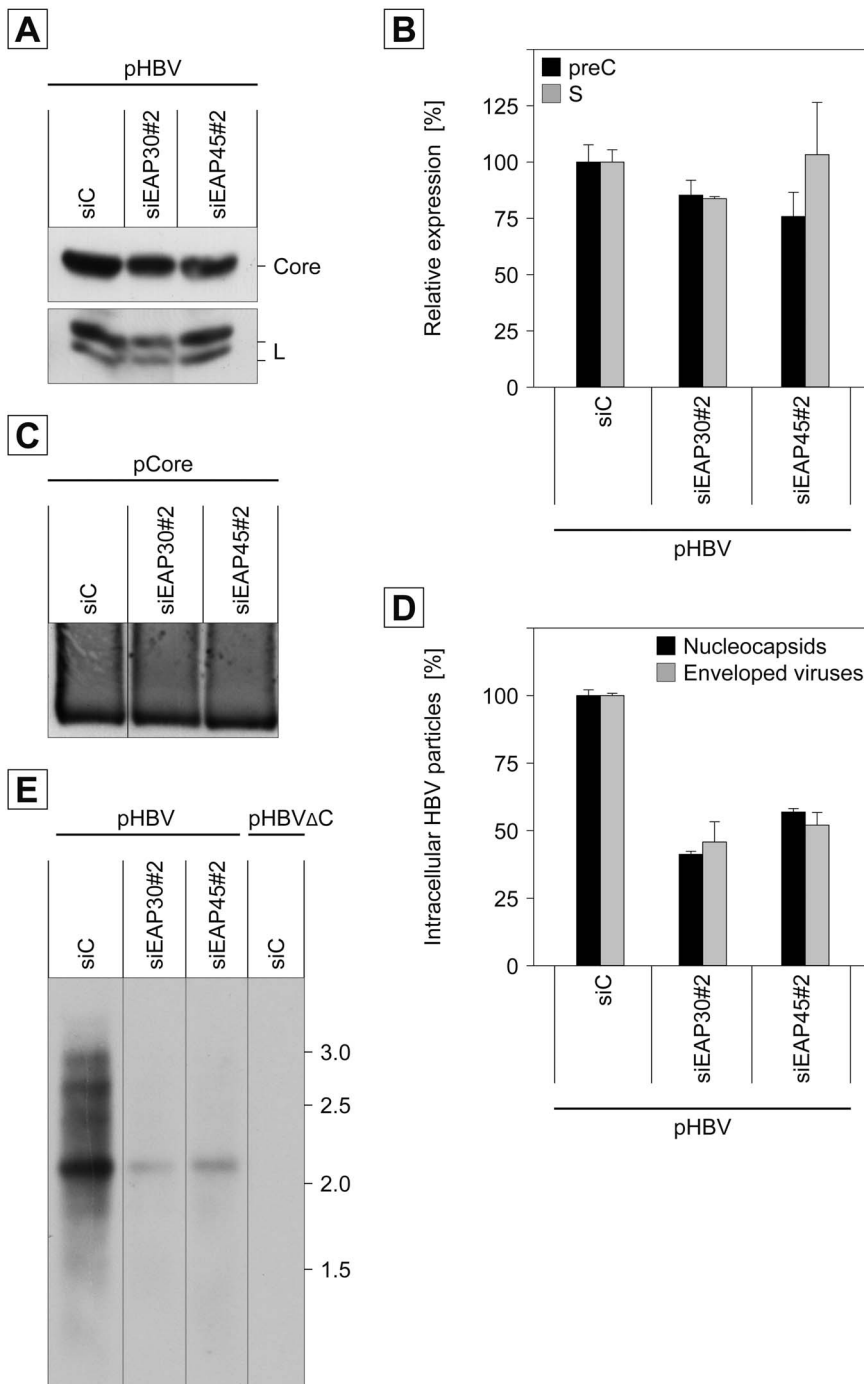 A
pHBV
siC
siEAP30#2
siEAP45#2
Core
L
B
Relative expression [%]
preC
S
125
100
75
50
25
0
siC
siEAP30#2
siEAP45#2
pHBV
C
pCore
siC
siEAP30#2
siEAP45#2
D
Intracellular HBV particles [%]
Nucleocapsids
Enveloped viruses
100
75
50
25
0
siC
siEAP30#2
siEAP45#2
pHBV
E
pHBV
pHBVΔC
siC
siEAP30#2
siEAP45#2
siC
3.0
2.5
2.0
1.5